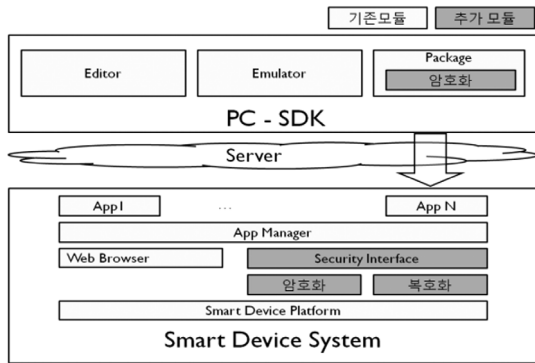 기존모듈 추가 모듈
Package
Editor Emulator 암호화
PC - SDK
Server
App1 ... App N
App Manager
Web Browser Security Interface
암호화 복호화
Smart Device Platform
Smart Device System